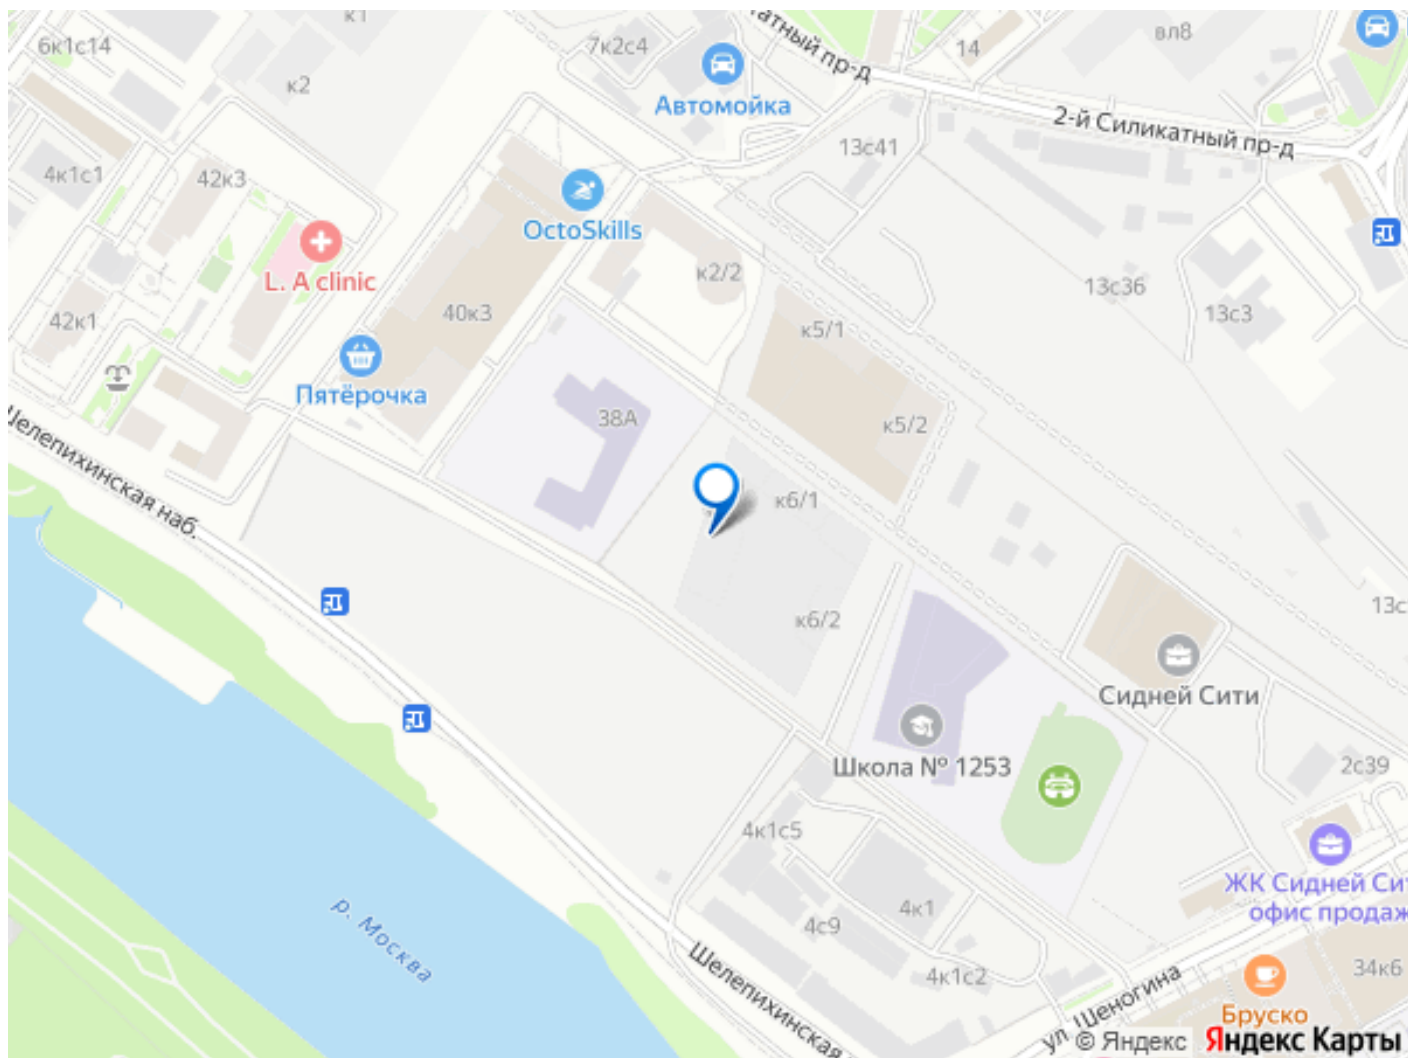 к1
6к1с14
к2
7к2с4
Автомойка
14
вл8
2-й Силикатный пр-д
пр-д
13с41
4к1с1
42к3
OctoSkills
L. A clinic
к2/2
13с36
13с3
42к1
40к3
к5/1
Пятёрочка
38А
к5/2
Шелепихинская наб.
к6/1
13с
к6/2
Сидней Сити
Школа № 1253
2с39
4к1с5
ЖК Сидней Сит
офис продаж
р. Москва
4к1
4с9
34к6
4к1с2
Шелепихинская
ул. Шеногина
Бруско
© Яндекс Яндекс Карты